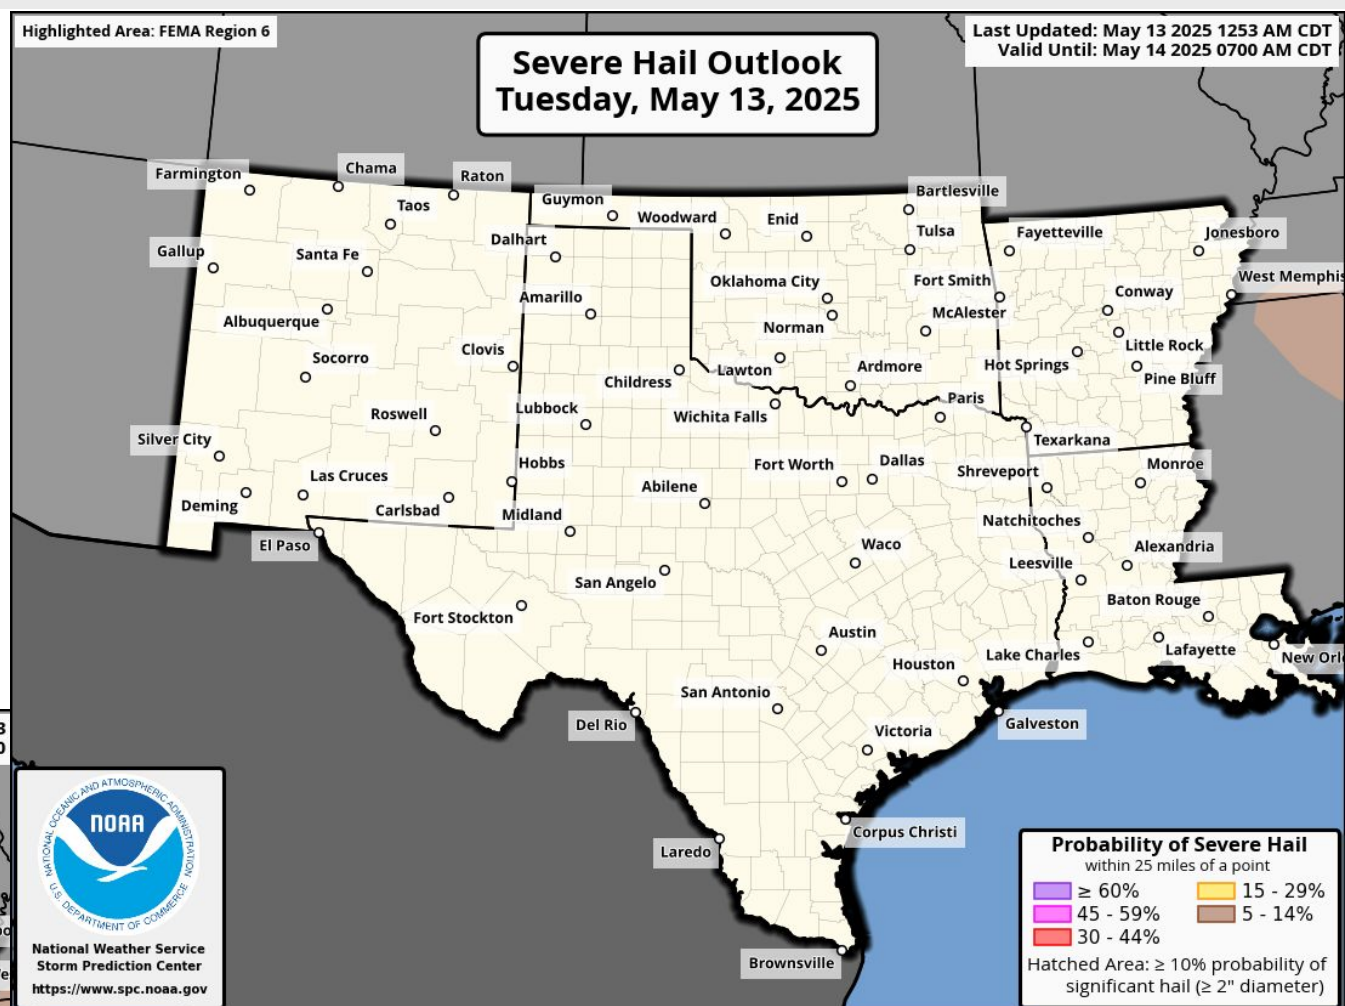 Highlighted Area: FEMA Region 6
Severe Hail Outlook
Tuesday, May 13, 2025
Last Updated: May 13 2025 1253 AM CDT
Valid Until: May 14 2025 0700 AM CDT
Farmington
Chama
Raton
Taos
Guymon
Woodward
Enid
Bartlesville
Tulsa
Fayetteville
Jonesboro
Gallup
Santa Fe
Dalhart
Oklahoma City
Fort Smith
West Memphis
Albuquerque
Amarillo
Norman
McAlester
Conway
Little Rock
Socorro
Clovis
Childress
Lawton
Ardmore
Hot Springs
Pine Bluff
Roswell
Lubbock
Wichita Falls
Paris
Texarkana
Silver City
Las Cruces
Hobbs
Abilene
Fort Worth
Dallas
Shreveport
Monroe
Deming
Carlsbad
Midland
Natchitoches
El Paso
San Angelo
Waco
Leesville
Alexandria
Fort Stockton
Austin
Baton Rouge
Houston
Lake Charles
Lafayette
New Orl
San Antonio
Del Rio
Victoria
Galveston
Corpus Christi
Laredo
Brownsville
3
0
NATIONAL OCEANIC AND ATMOSPHERIC ADMINISTRATION
NOAA
U.S. DEPARTMENT OF COMMERCE
National Weather Service
Storm Prediction Center
https://www.spc.noaa.gov
Probability of Severe Hail
within 25 miles of a point
≥ 60%
15 - 29%
45 - 59%
5 - 14%
30 - 44%
Hatched Area: ≥ 10% probability of
significant hail (≥ 2" diameter)